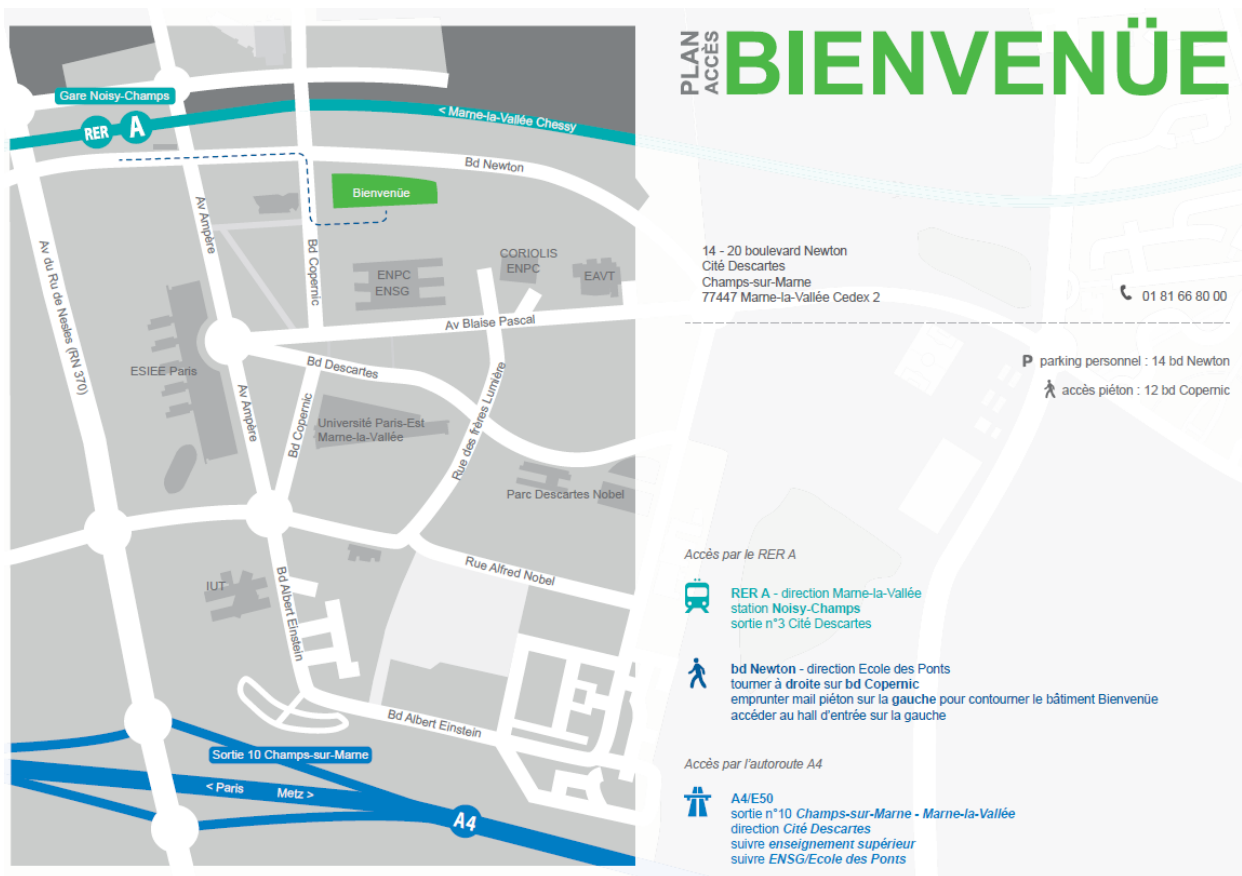 PLAN
ACCÈS
BIENVENÜE
Gare Noisy-Champs
RER A
< Marne-la-Vallée Chessy
Bd Newton
Bienvenüe
Av Ampère
Av du Ru de Nesles (RN 370)
Bd Copernic
CORIOLIS
ENPC
ENPC
ENSG
EAVT
Av Blaise Pascal
Bd Descartes
ESIEE Paris
Av Ampère
Bd Copernic
Université Paris-Est
Marne-la-Vallée
Rue des frères Lumière
Parc Descartes Nobel
Rue Alfred Nobel
IUT
Bd Albert Einstein
Bd Albert Einstein
Sortie 10 Champs-sur-Marne
< Paris
Metz >
A4
14 - 20 boulevard Newton
Cité Descartes
Champs-sur-Marne
77447 Marne-la-Vallée Cedex 2
01 81 66 80 00
P parking personnel : 14 bd Newton
accès piéton : 12 bd Copernic
Accès par le RER A
RER A - direction Marne-la-Vallée
station Noisy-Champs
sortie n°3 Cité Descartes
bd Newton - direction Ecole des Ponts
tourner à droite sur bd Copernic
emprunter mail piéton sur la gauche pour contourner le bâtiment Bienvenüe
accéder au hall d'entrée sur la gauche
Accès par l'autoroute A4
A4/E50
sortie n°10 Champs-sur-Marne - Marne-la-Vallée
direction Cité Descartes
suivre enseignement supérieur
suivre ENSG/Ecole des Ponts